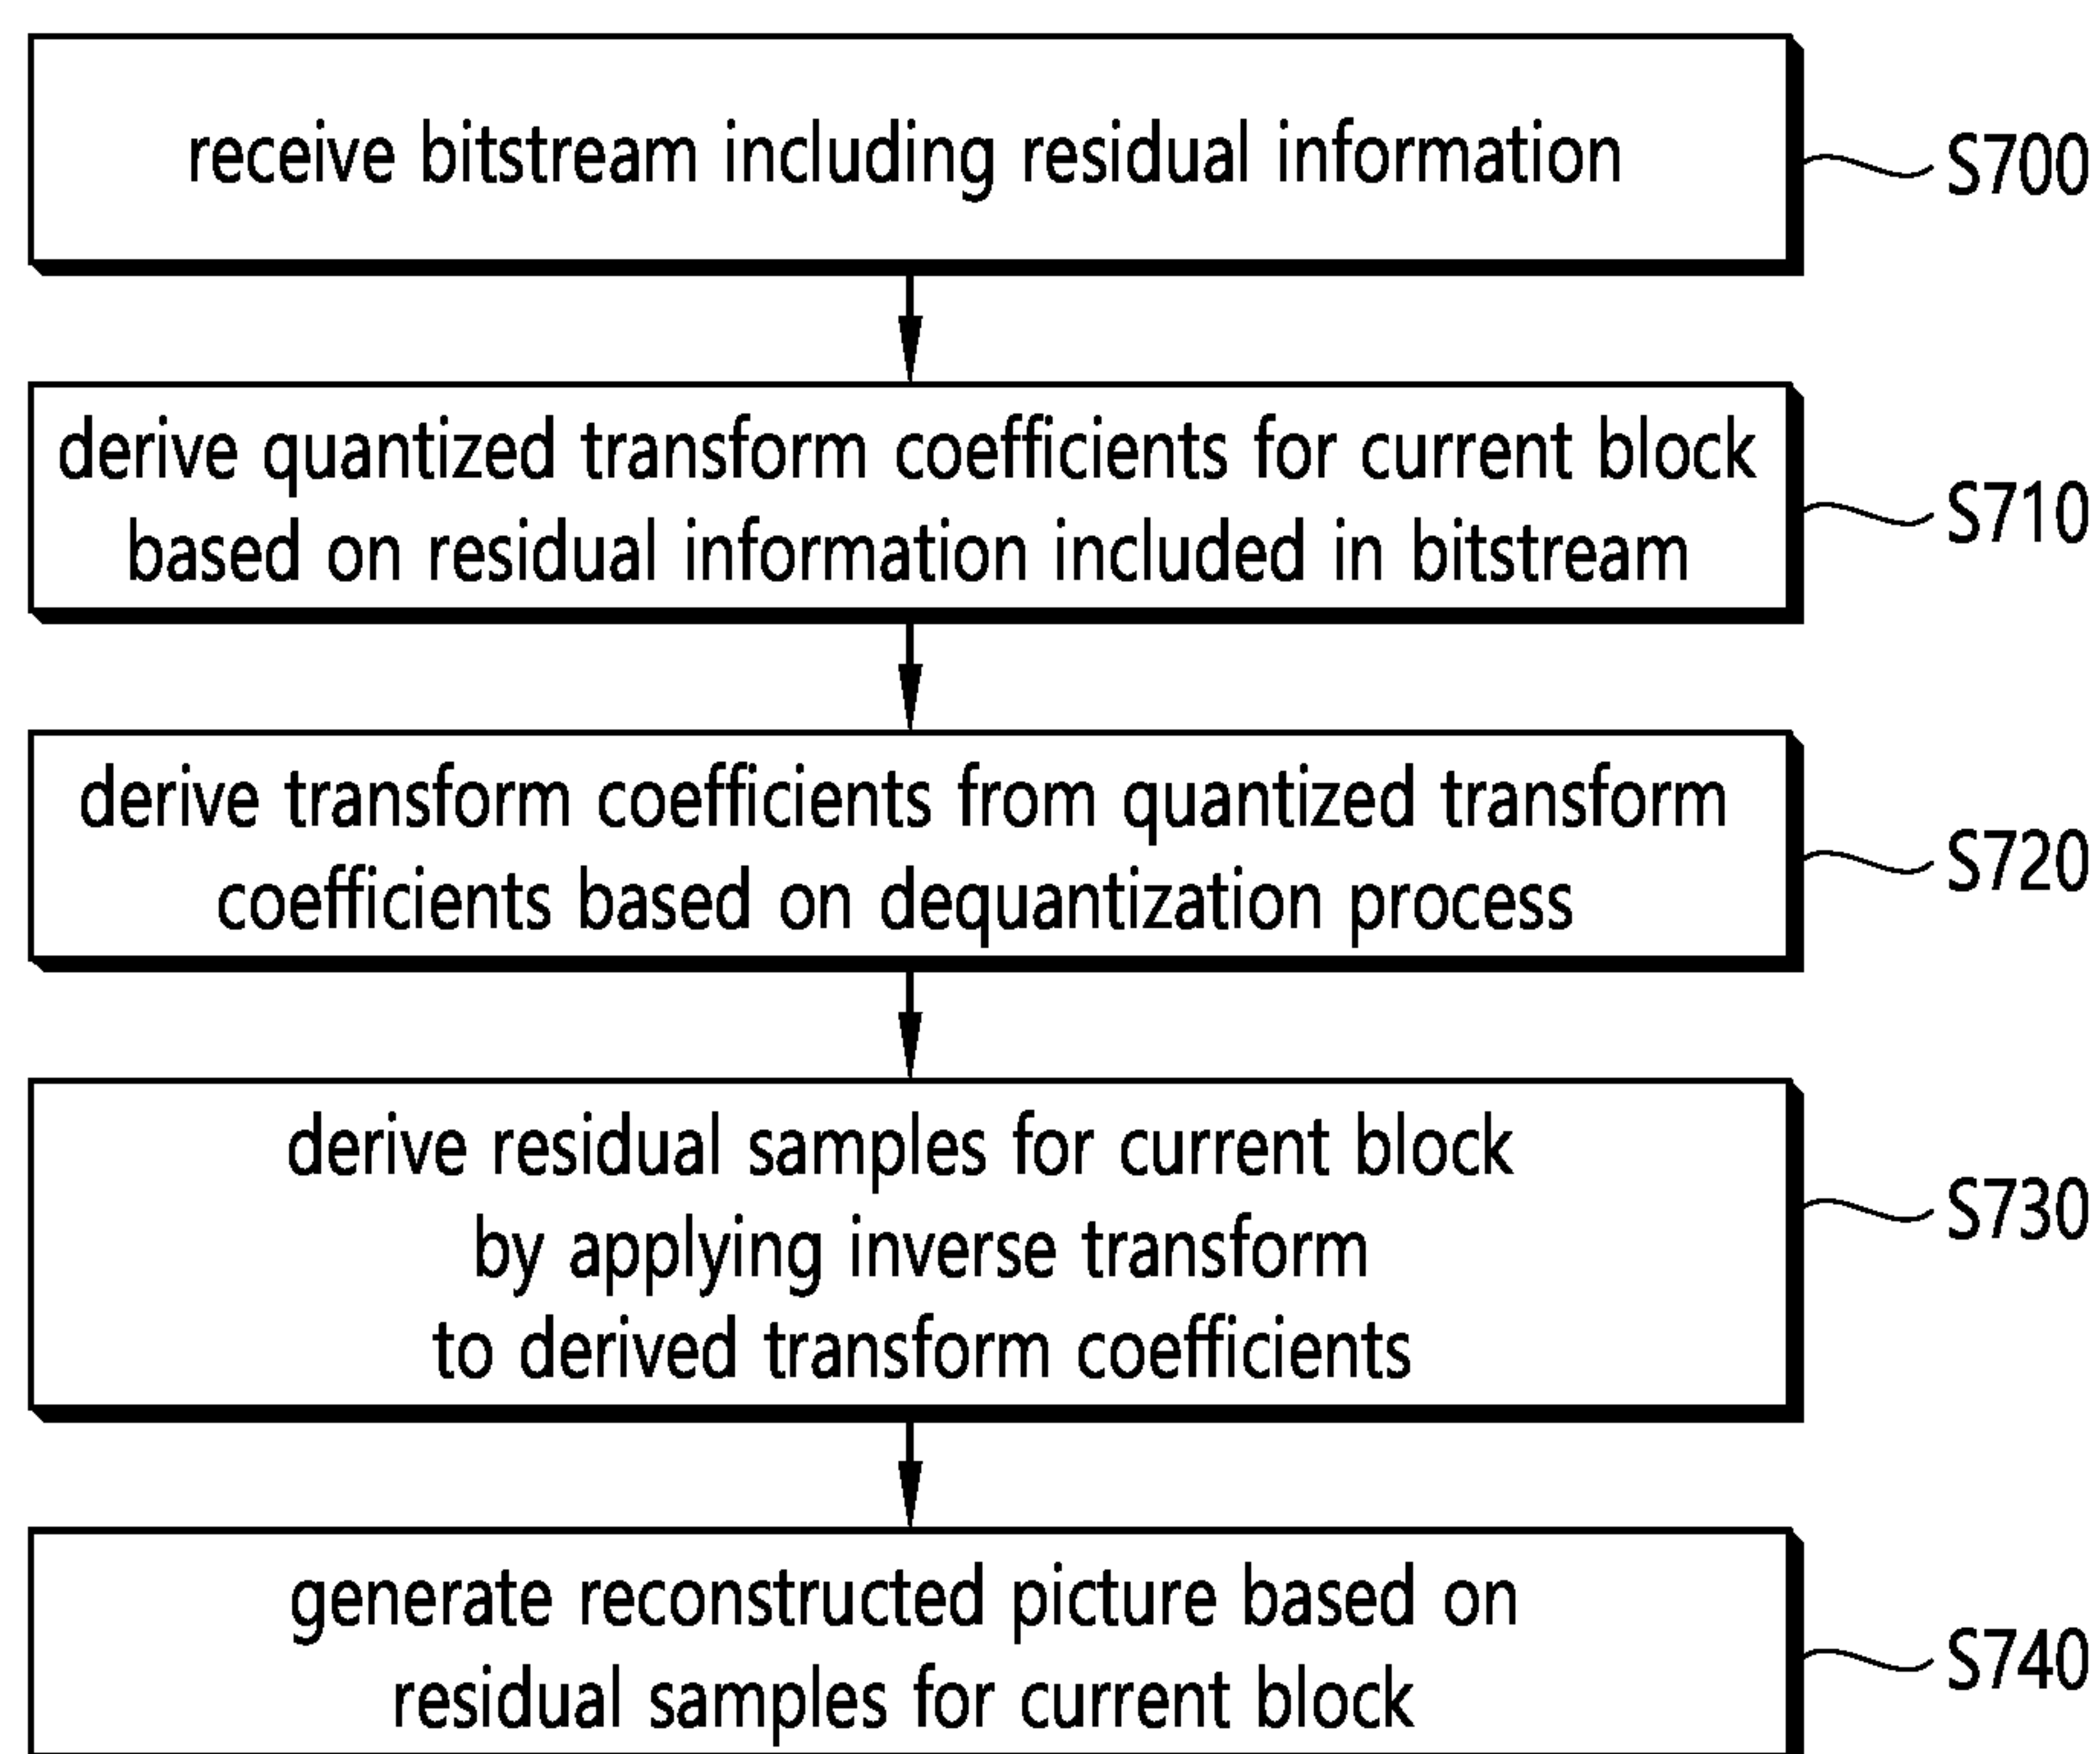 receive bitstream including residual information
S700
derive quantized transform coefficients for current block
based on residual information included in bitstream
S710
derive transform coefficients from quantized transform
coefficients based on dequantization process
S720
derive residual samples for current block
by applying inverse transform
to derived transform coefficients
S730
generate reconstructed picture based on
residual samples for current block
S740